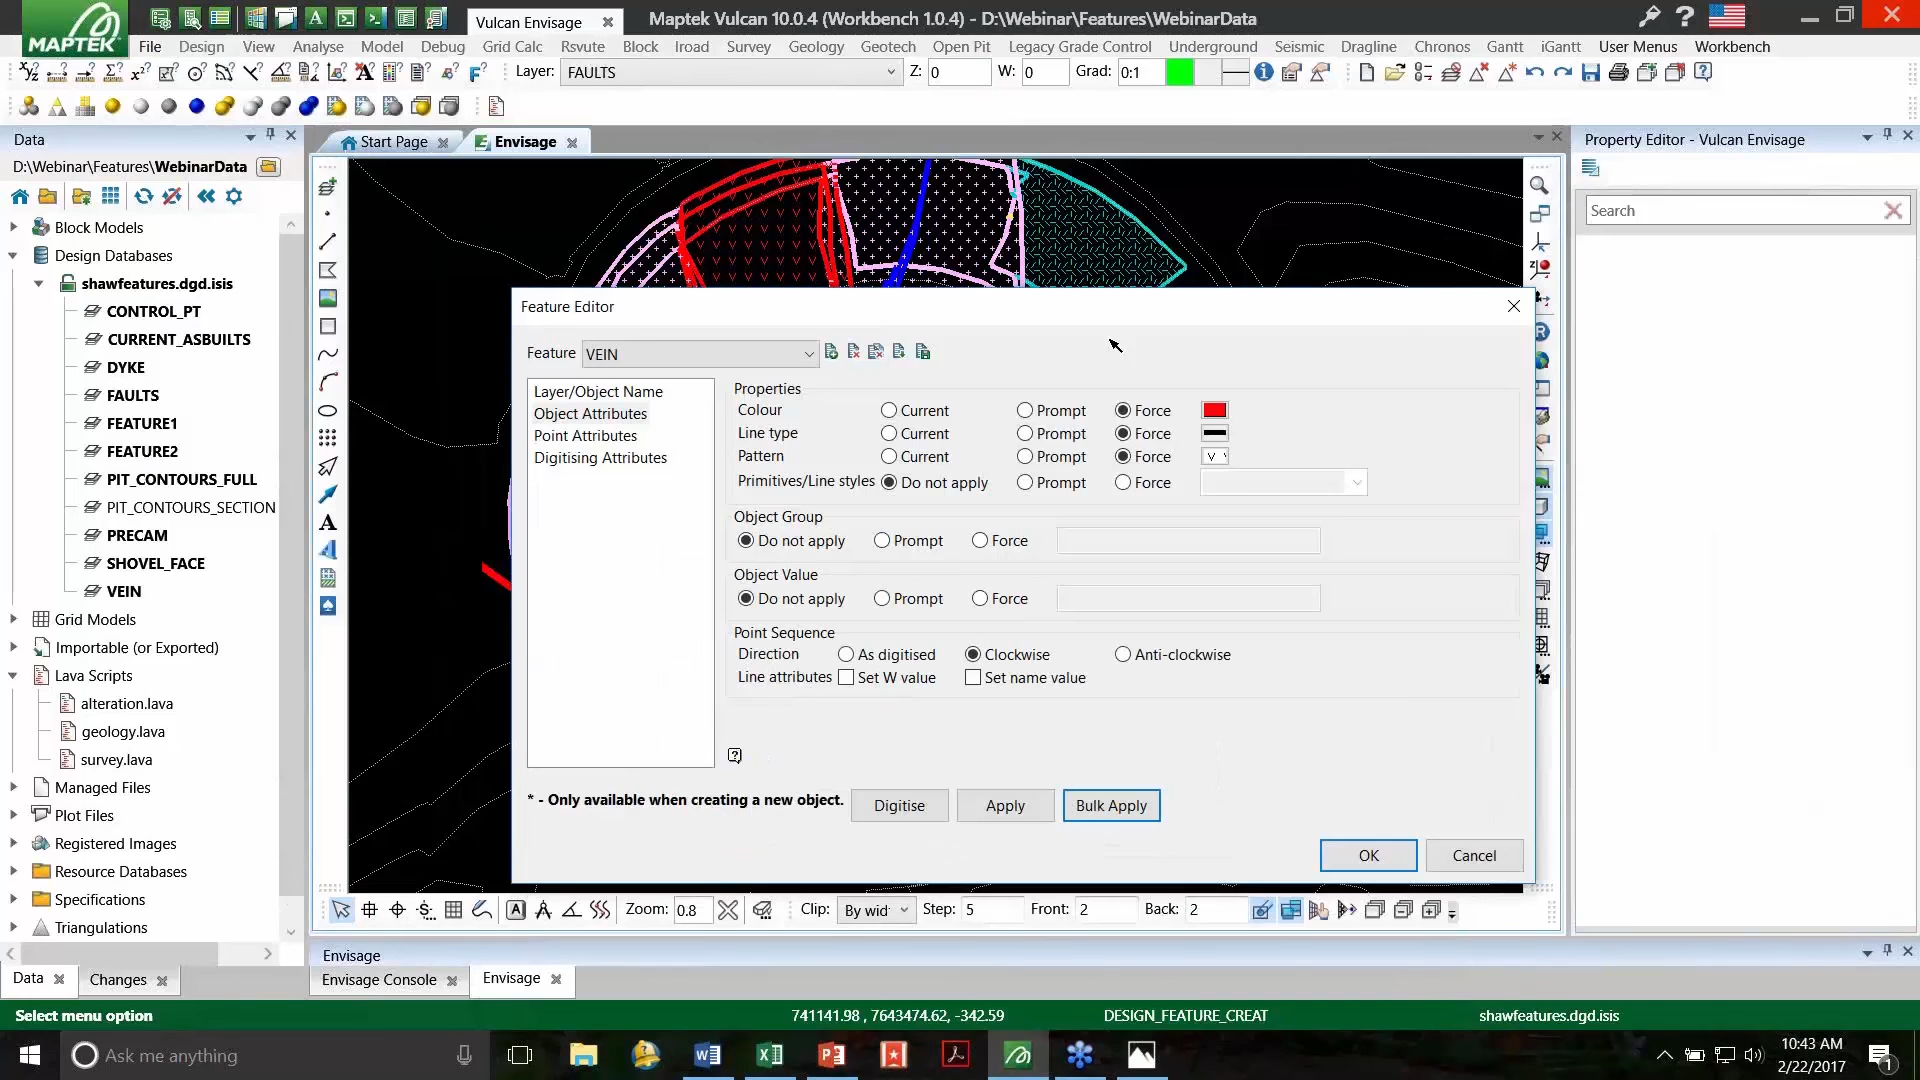 Vulcan Envisage
Maptek Vulcan 10.0.4 (Workbench 1.0.4) - D:\Webinar\Features\WebinarData
MAPTEK
File Design View Analyse Model Debug Grid Calc Rsvute Block Iroad Survey Geology Geotech Open Pit Legacy Grade Control Underground Seismic Dragline Chronos Gantt iGantt User Menus Workbench
Layer: FAULTS Z: 0 W: 0 Grad: 0:1
Data
D:\Webinar\Features\WebinarData
Block Models
Design Databases
shawfeatures.dgd.isis
CONTROL_PT
CURRENT_ASBUILTS
DYKE
FAULTS
FEATURE1
FEATURE2
PIT_CONTOURS_FULL
PIT_CONTOURS_SECTION
PRECAM
SHOVEL_FACE
VEIN
Grid Models
Importable (or Exported)
Lava Scripts
alteration.lava
geology.lava
survey.lava
Managed Files
Plot Files
Registered Images
Resource Databases
Specifications
Triangulations
Data Changes
Start Page Envisage
Feature Editor
Feature VEIN
Layer/Object Name
Object Attributes
Point Attributes
Digitising Attributes
Properties
Colour Current Prompt Force
Line type Current Prompt Force
Pattern Current Prompt Force
Primitives/Line styles Do not apply Prompt Force
Object Group
Do not apply Prompt Force
Object Value
Do not apply Prompt Force
Point Sequence
Direction As digitised Clockwise Anti-clockwise
Line attributes Set W value Set name value
* - Only available when creating a new object. Digitise Apply Bulk Apply
OK Cancel
Zoom: 0.8 Clip: By wid Step: 5 Front: 2 Back: 2
Envisage
Envisage Console Envisage
Property Editor - Vulcan Envisage
Search
Select menu option 741141.98 , 7643474.62, -342.59 DESIGN_FEATURE_CREAT shawfeatures.dgd.isis
Ask me anything
10:43 AM
2/22/2017
1